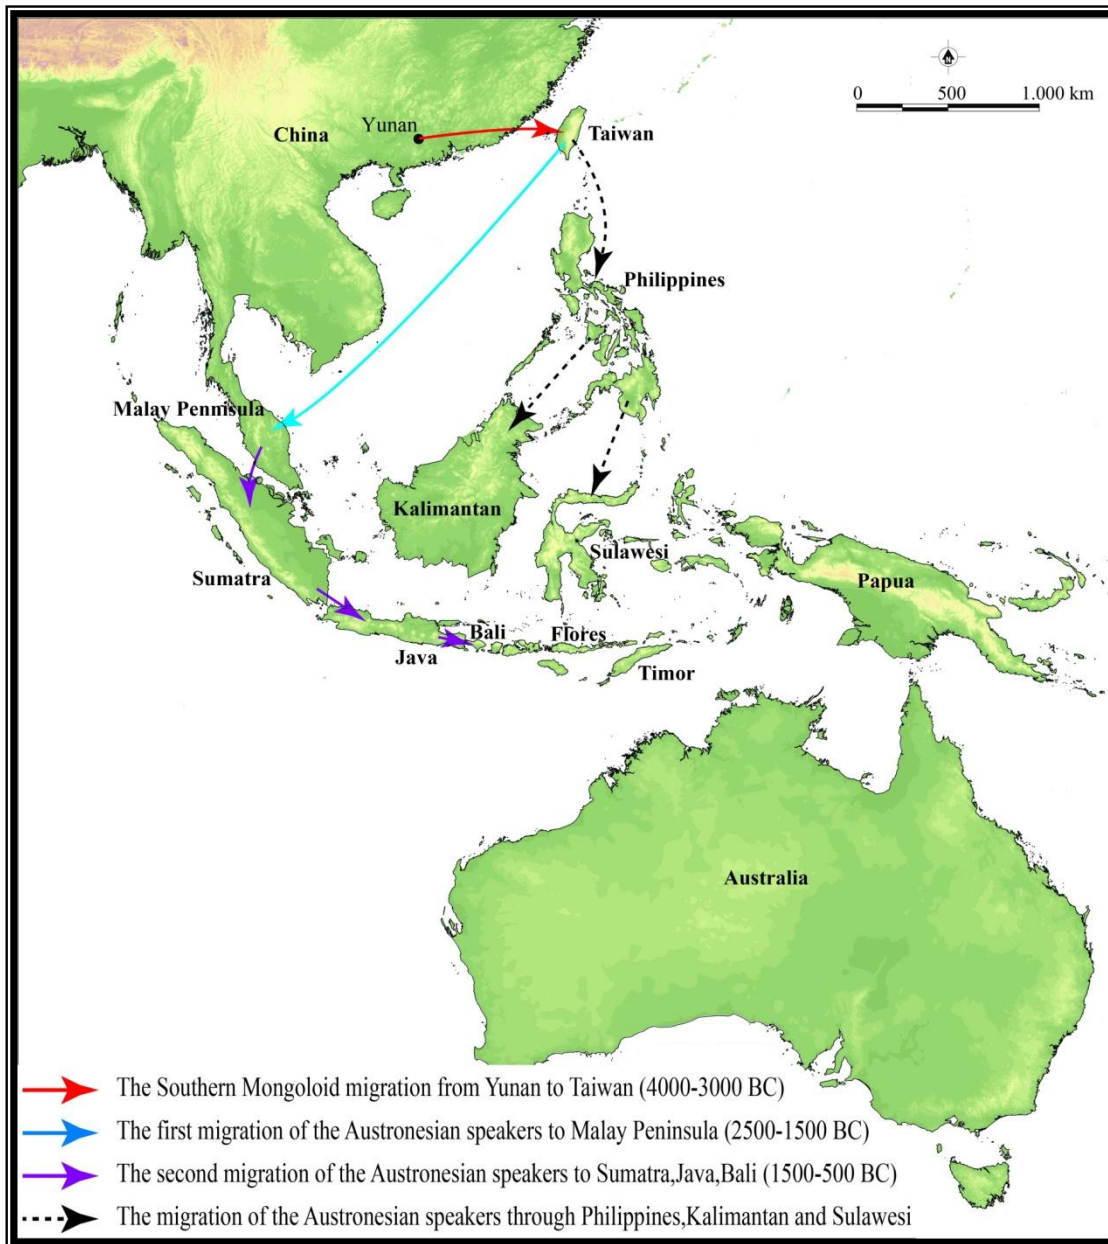 N
0 500 1.000 km
China
Yunan
Taiwan
Philippines
Malay Pennisula
Kalimantan
Sulawesi
Sumatra
Papua
Bali
Flores
Java
Timor
Australia
The Southern Mongoloid migration from Yunan to Taiwan (4000-3000 BC)
The first migration of the Austronesian speakers to Malay Peninsula (2500-1500 BC)
The second migration of the Austronesian speakers to Sumatra,Java,Bali (1500-500 BC)
The migration of the Austronesian speakers through Philippines,Kalimantan and Sulawesi